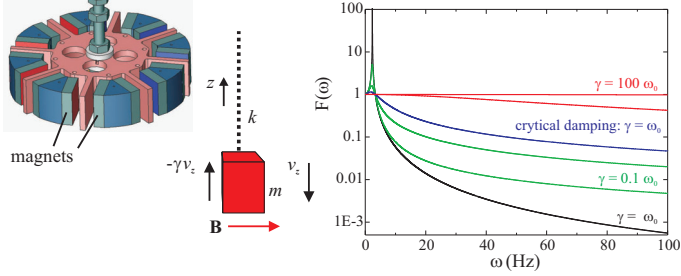 magnets
z
k
-γv_z
v_z
m
B
F(ω)
100
10
1
0.1
0.01
1E-3
γ = 100 ω₀
crytical damping: γ = ω₀
γ = 0.1 ω₀
γ = ω₀
0 20 40 60 80 100
ω (Hz)